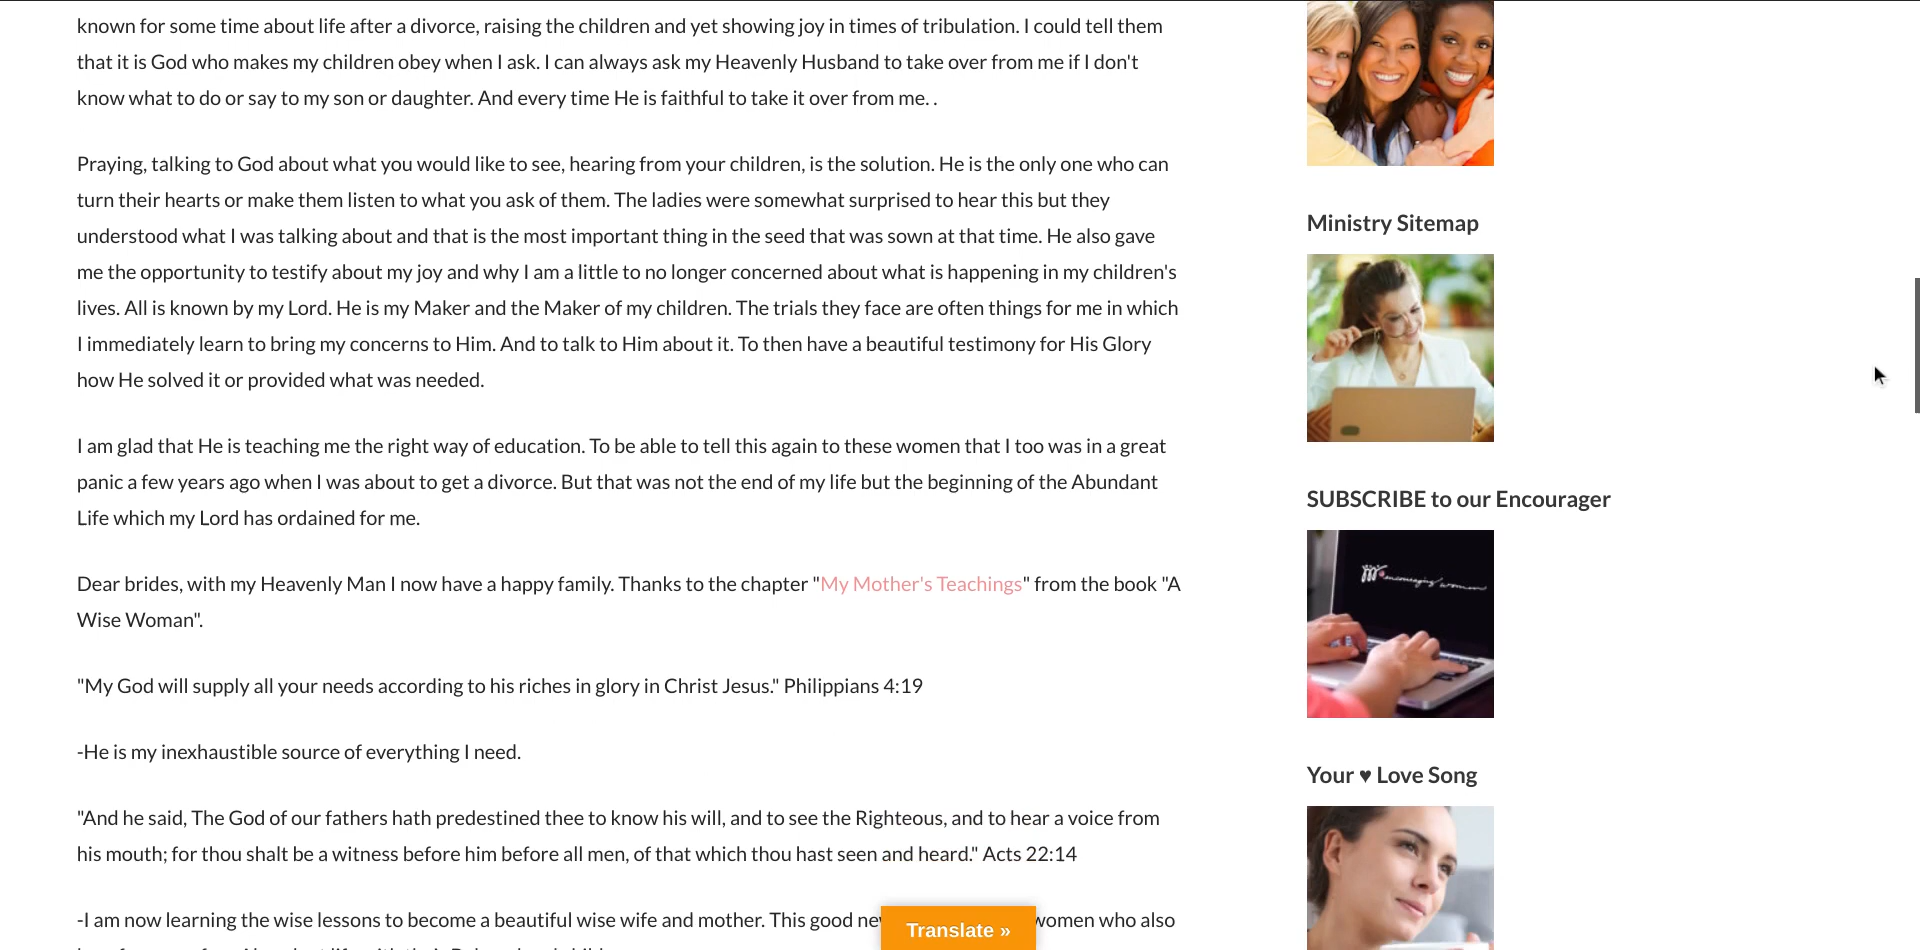 known for some time about life after a divorce, raising the children and yet showing joy in times of tribulation. I could tell them
that it is God who makes my children obey when I ask. I can always ask my Heavenly Husband to take over from me if I don't
know what to do or say to my son or daughter. And every time He is faithful to take it over from me. .
Praying, talking to God about what you would like to see, hearing from your children, is the solution. He is the only one who can
turn their hearts or make them listen to what you ask of them. The ladies were somewhat surprised to hear this but they
understood what I was talking about and that is the most important thing in the seed that was sown at that time. He also gave
me the opportunity to testify about my joy and why I am a little to no longer concerned about what is happening in my children's
lives. All is known by my Lord. He is my Maker and the Maker of my children. The trials they face are often things for me in which
I immediately learn to bring my concerns to Him. And to talk to Him about it. To then have a beautiful testimony for His Glory
how He solved it or provided what was needed.
I am glad that He is teaching me the right way of education. To be able to tell this again to these women that I too was in a great
panic a few years ago when I was about to get a divorce. But that was not the end of my life but the beginning of the Abundant
Life which my Lord has ordained for me.
Dear brides, with my Heavenly Man I now have a happy family. Thanks to the chapter "My Mother's Teachings" from the book "A
Wise Woman".
"My God will supply all your needs according to his riches in glory in Christ Jesus." Philippians 4:19
-He is my inexhaustible source of everything I need.
"And he said, The God of our fathers hath predestined thee to know his will, and to see the Righteous, and to hear a voice from
his mouth; for thou shalt be a witness before him before all men, of that which thou hast seen and heard." Acts 22:14
-I am now learning the wise lessons to become a beautiful wise wife and mother. This good women who also
Translate »
Ministry Sitemap
SUBSCRIBE to our Encourager
encouraging women
Your ♥ Love Song